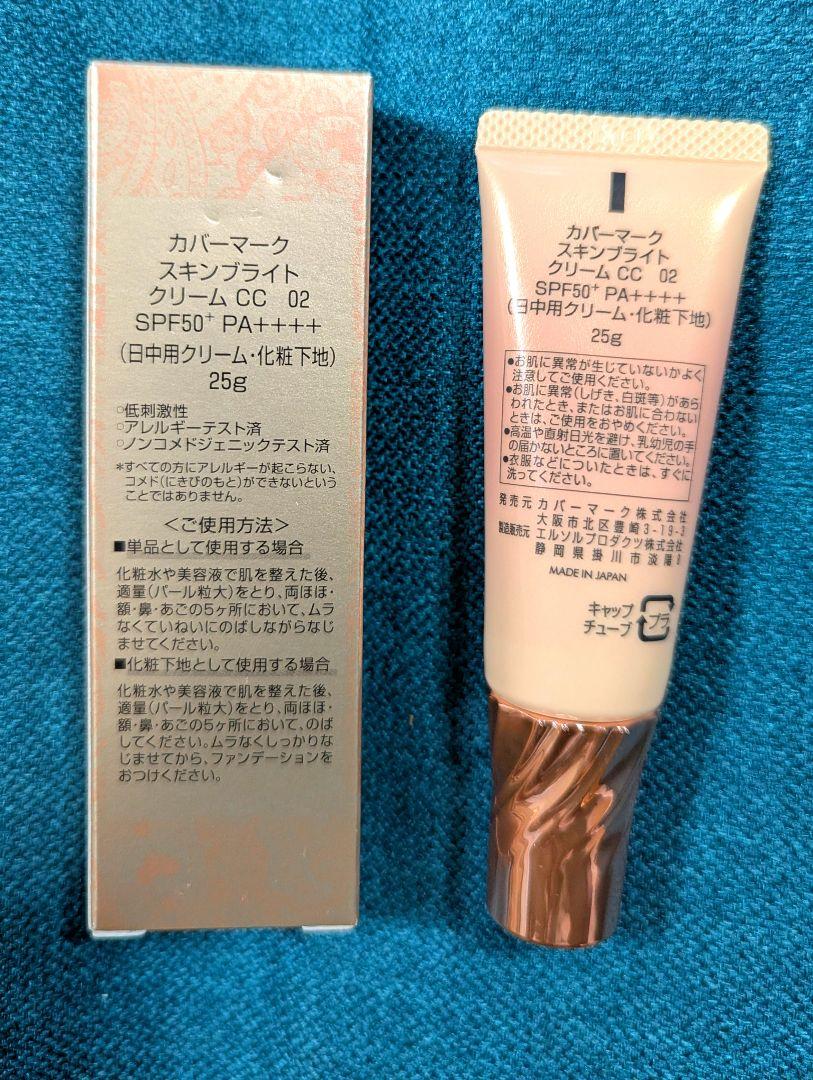 カバーマーク
スキンブライト
クリーム CC 02
SPF50⁺ PA++++
(日中用クリーム・化粧下地)
25g
○低刺激性
○アレルギーテスト済
○ノンコメドジェニックテスト済
*すべての方にアレルギーが起こらない、
コメド(にきびのもと)ができないという
ことではありません。
<ご使用方法>
■単品として使用する場合
化粧水や美容液で肌を整えた後、
適量(パール粒大)をとり、両ほほ・
額・鼻・あごの5ヶ所において、ムラ
なくていねいにのばしながらなじ
ませてください。
■化粧下地として使用する場合
化粧水や美容液で肌を整えた後、
適量(パール粒大)をとり、両ほほ・
額・鼻・あごの5ヶ所において、のば
してください。ムラなくしっかりな
じませてから、ファンデーションを
おつけください。
カバーマーク
スキンブライト
クリーム CC 02
SPF50⁺ PA++++
(日中用クリーム・化粧下地)
25g
●お肌に異常が生じていないかよく
注意してご使用ください。
●お肌に異常(しげき、白斑等)があら
われたとき、またはお肌に合わない
ときは、ご使用をおやめください。
●高温や直射日光を避け、乳幼児の手
の届かないところに置いてください。
●衣服などについたときは、すぐに
洗ってください。
発売元 カバーマーク株式会社
大阪市北区豊崎3-19-3
製造販売元 エルソルプロダクツ株式会社
静岡県掛川市淡陽8
MADE IN JAPAN
キャップ
チューブ
プラ